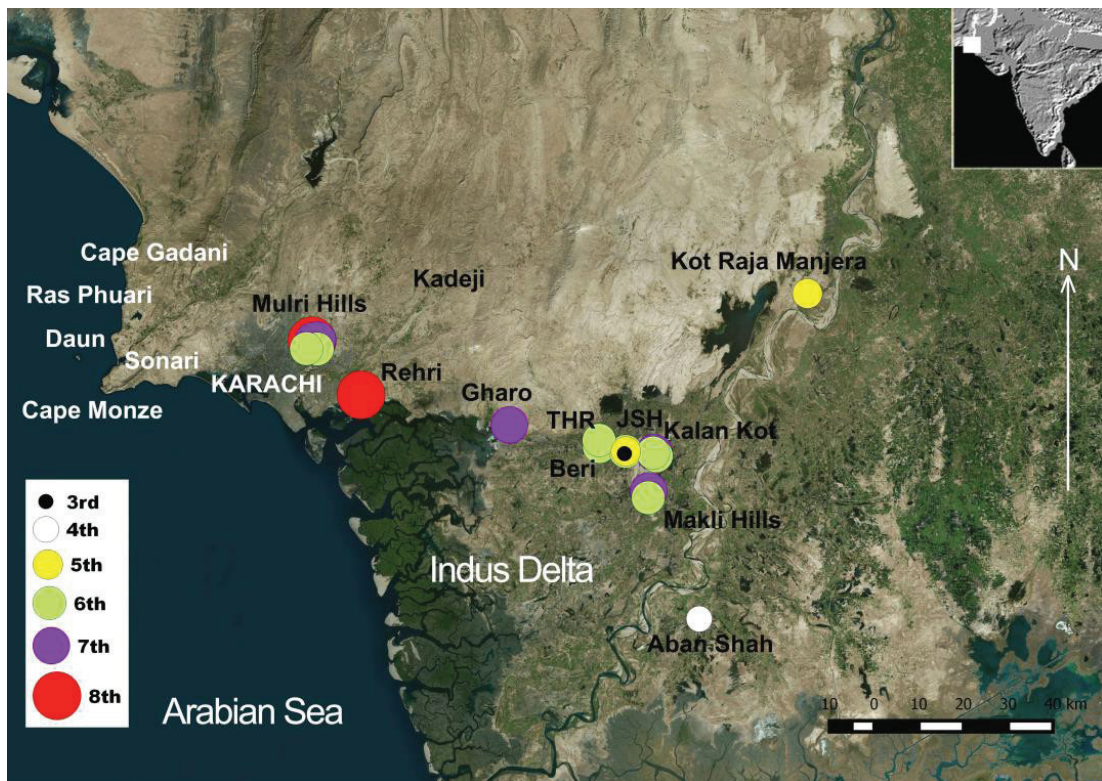 Cape Gadani
Kot Raja Manjera
N
Kadeji
Ras Phuari
Mulri Hills
Daun
Sonari
KARACHI
Rehri
Gharo
Cape Monze
THR
JSH
Kalan Kot
Beri
Makli Hills
3rd
4th
5th
6th
7th
8th
Indus Delta
Aban Shah
Arabian Sea
10 0 10 20 30 40 km